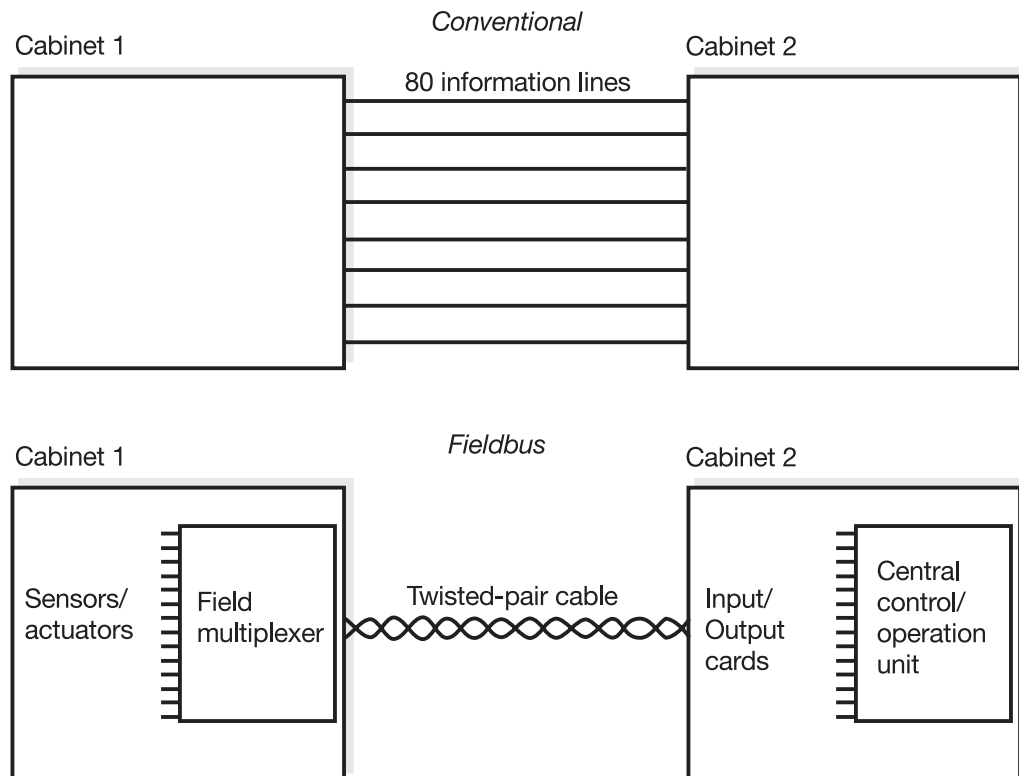 Conventional
Cabinet 1
Cabinet 2
80 information lines
Fieldbus
Cabinet 1
Cabinet 2
Sensors/
actuators
Field
multiplexer
Twisted-pair cable
Input/
Output
cards
Central
control/
operation
unit